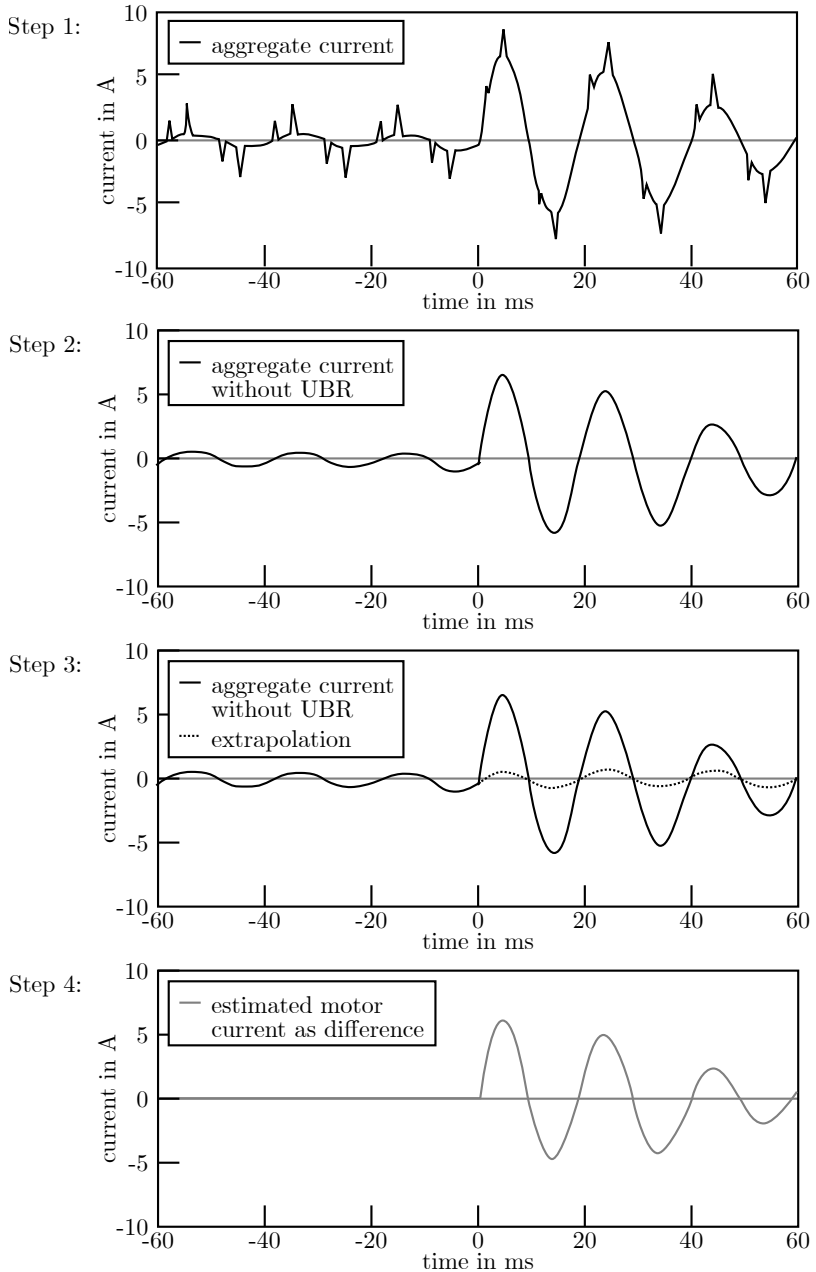 Step 1:
aggregate current
current in A
10
5
0
-5
-10
-60
-40
-20
0
20
40
60
time in ms
Step 2:
aggregate current
without UBR
current in A
10
5
0
-5
-10
-60
-40
-20
0
20
40
60
time in ms
Step 3:
aggregate current
without UBR
extrapolation
current in A
10
5
0
-5
-10
-60
-40
-20
0
20
40
60
time in ms
Step 4:
estimated motor
current as difference
current in A
10
5
0
-5
-10
-60
-40
-20
0
20
40
60
time in ms